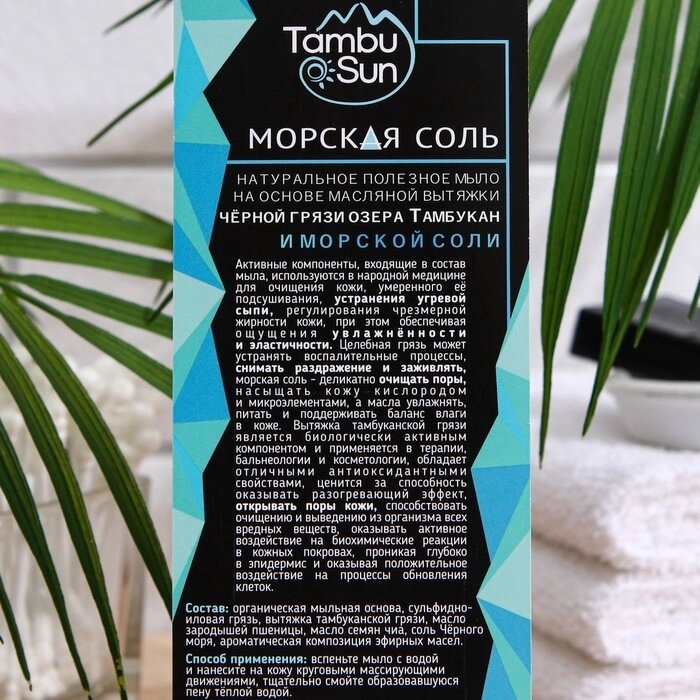 Tambu
Sun
МОРСКАЯ СОЛЬ
НАТУРАЛЬНОЕ ПОЛЕЗНОЕ МЫЛО
НА ОСНОВЕ МАСЛЯНОЙ ВЫТЯЖКИ
ЧЁРНОЙ ГРЯЗИ ОЗЕРА ТАМБУКАН
И МОРСКОЙ СОЛИ
Активные компоненты, входящие в состав
мыла, используются в народной медицине
для очищения кожи, умеренного её
подсушивания, устранения угревой
сыпи, регулирования чрезмерной
жирности кожи, при этом обеспечивая
ощущения увлажнённости
и эластичности. Целебная грязь может
устранять воспалительные процессы,
снимать раздражение и заживлять,
морская соль - деликатно очищать поры,
насыщать кожу кислородом
и микроэлементами, а масла увлажнять,
питать и поддерживать баланс влаги
в коже. Вытяжка тамбуканской грязи
является биологически активным
компонентом и применяется в терапии,
бальнеологии и косметологии, обладает
отличными антиоксидантными
свойствами, ценится за способность
оказывать разогревающий эффект,
открывать поры кожи, способствовать
очищению и выведению из организма всех
вредных веществ, оказывать активное
воздействие на биохимические реакции
в кожных покровах, проникая глубоко
в эпидермис и оказывая положительное
воздействие на процессы обновления
клеток.
Состав: органическая мыльная основа, сульфидно-
иловая грязь, вытяжка тамбуканской грязи, масло
зародышей пшеницы, масло семян чиа, соль Чёрного
моря, ароматическая композиция эфирных масел.
Способ применения: вспеньте мыло с водой
и нанесите на кожу круговыми массирующими
движениями, тщательно смойте образовавшуюся
пену тёплой водой.